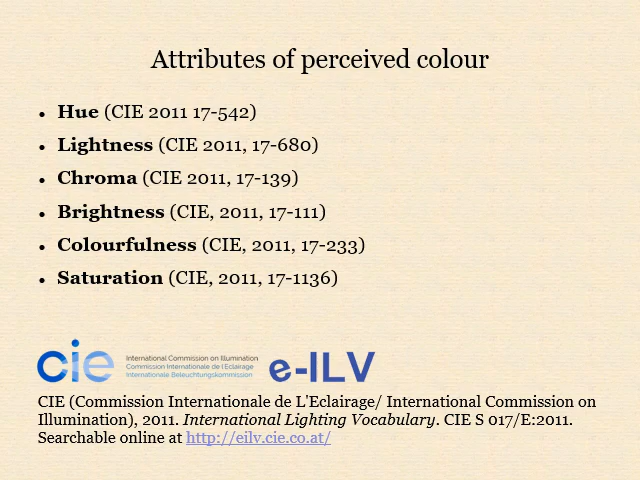 Attributes of perceived colour
• Hue (CIE 2011 17-542)
• Lightness (CIE 2011, 17-680)
• Chroma (CIE 2011, 17-139)
• Brightness (CIE, 2011, 17-111)
• Colourfulness (CIE, 2011, 17-233)
• Saturation (CIE, 2011, 17-1136)
cie
International Commission on Illumination
Commission Internationale de L'Eclairage
Internationale Beleuchtungskommission
e-ILV
CIE (Commission Internationale de L'Eclairage/ International Commission on
Illumination), 2011. International Lighting Vocabulary. CIE S 017/E:2011.
Searchable online at http://eilv.cie.co.at/